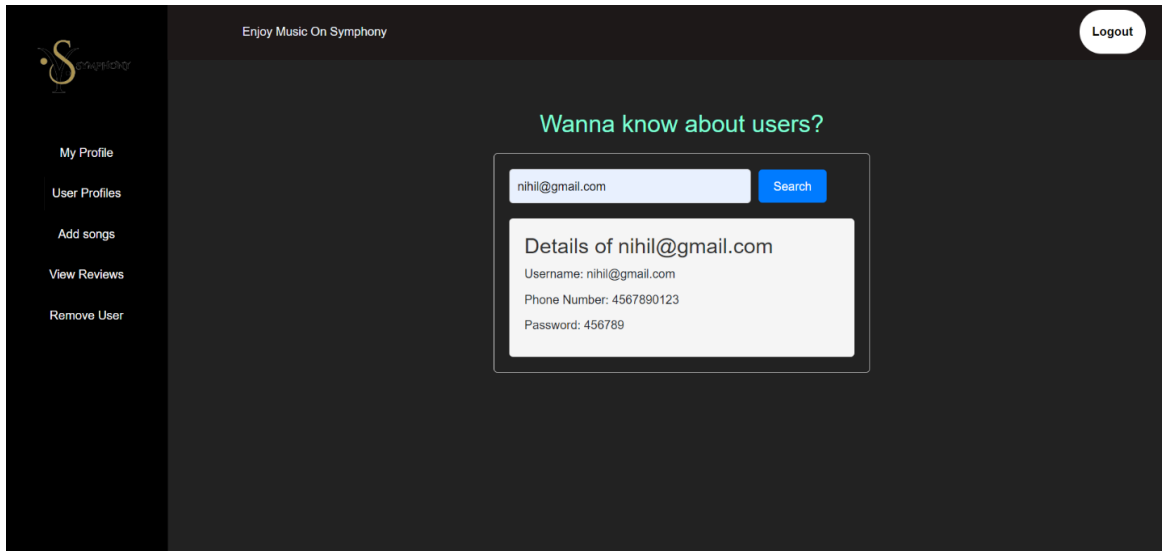 SYMPHONY
Enjoy Music On Symphony
Logout
My Profile
User Profiles
Add songs
View Reviews
Remove User
Wanna know about users?
nihil@gmail.com
Search
Details of nihil@gmail.com
Username: nihil@gmail.com
Phone Number: 4567890123
Password: 456789